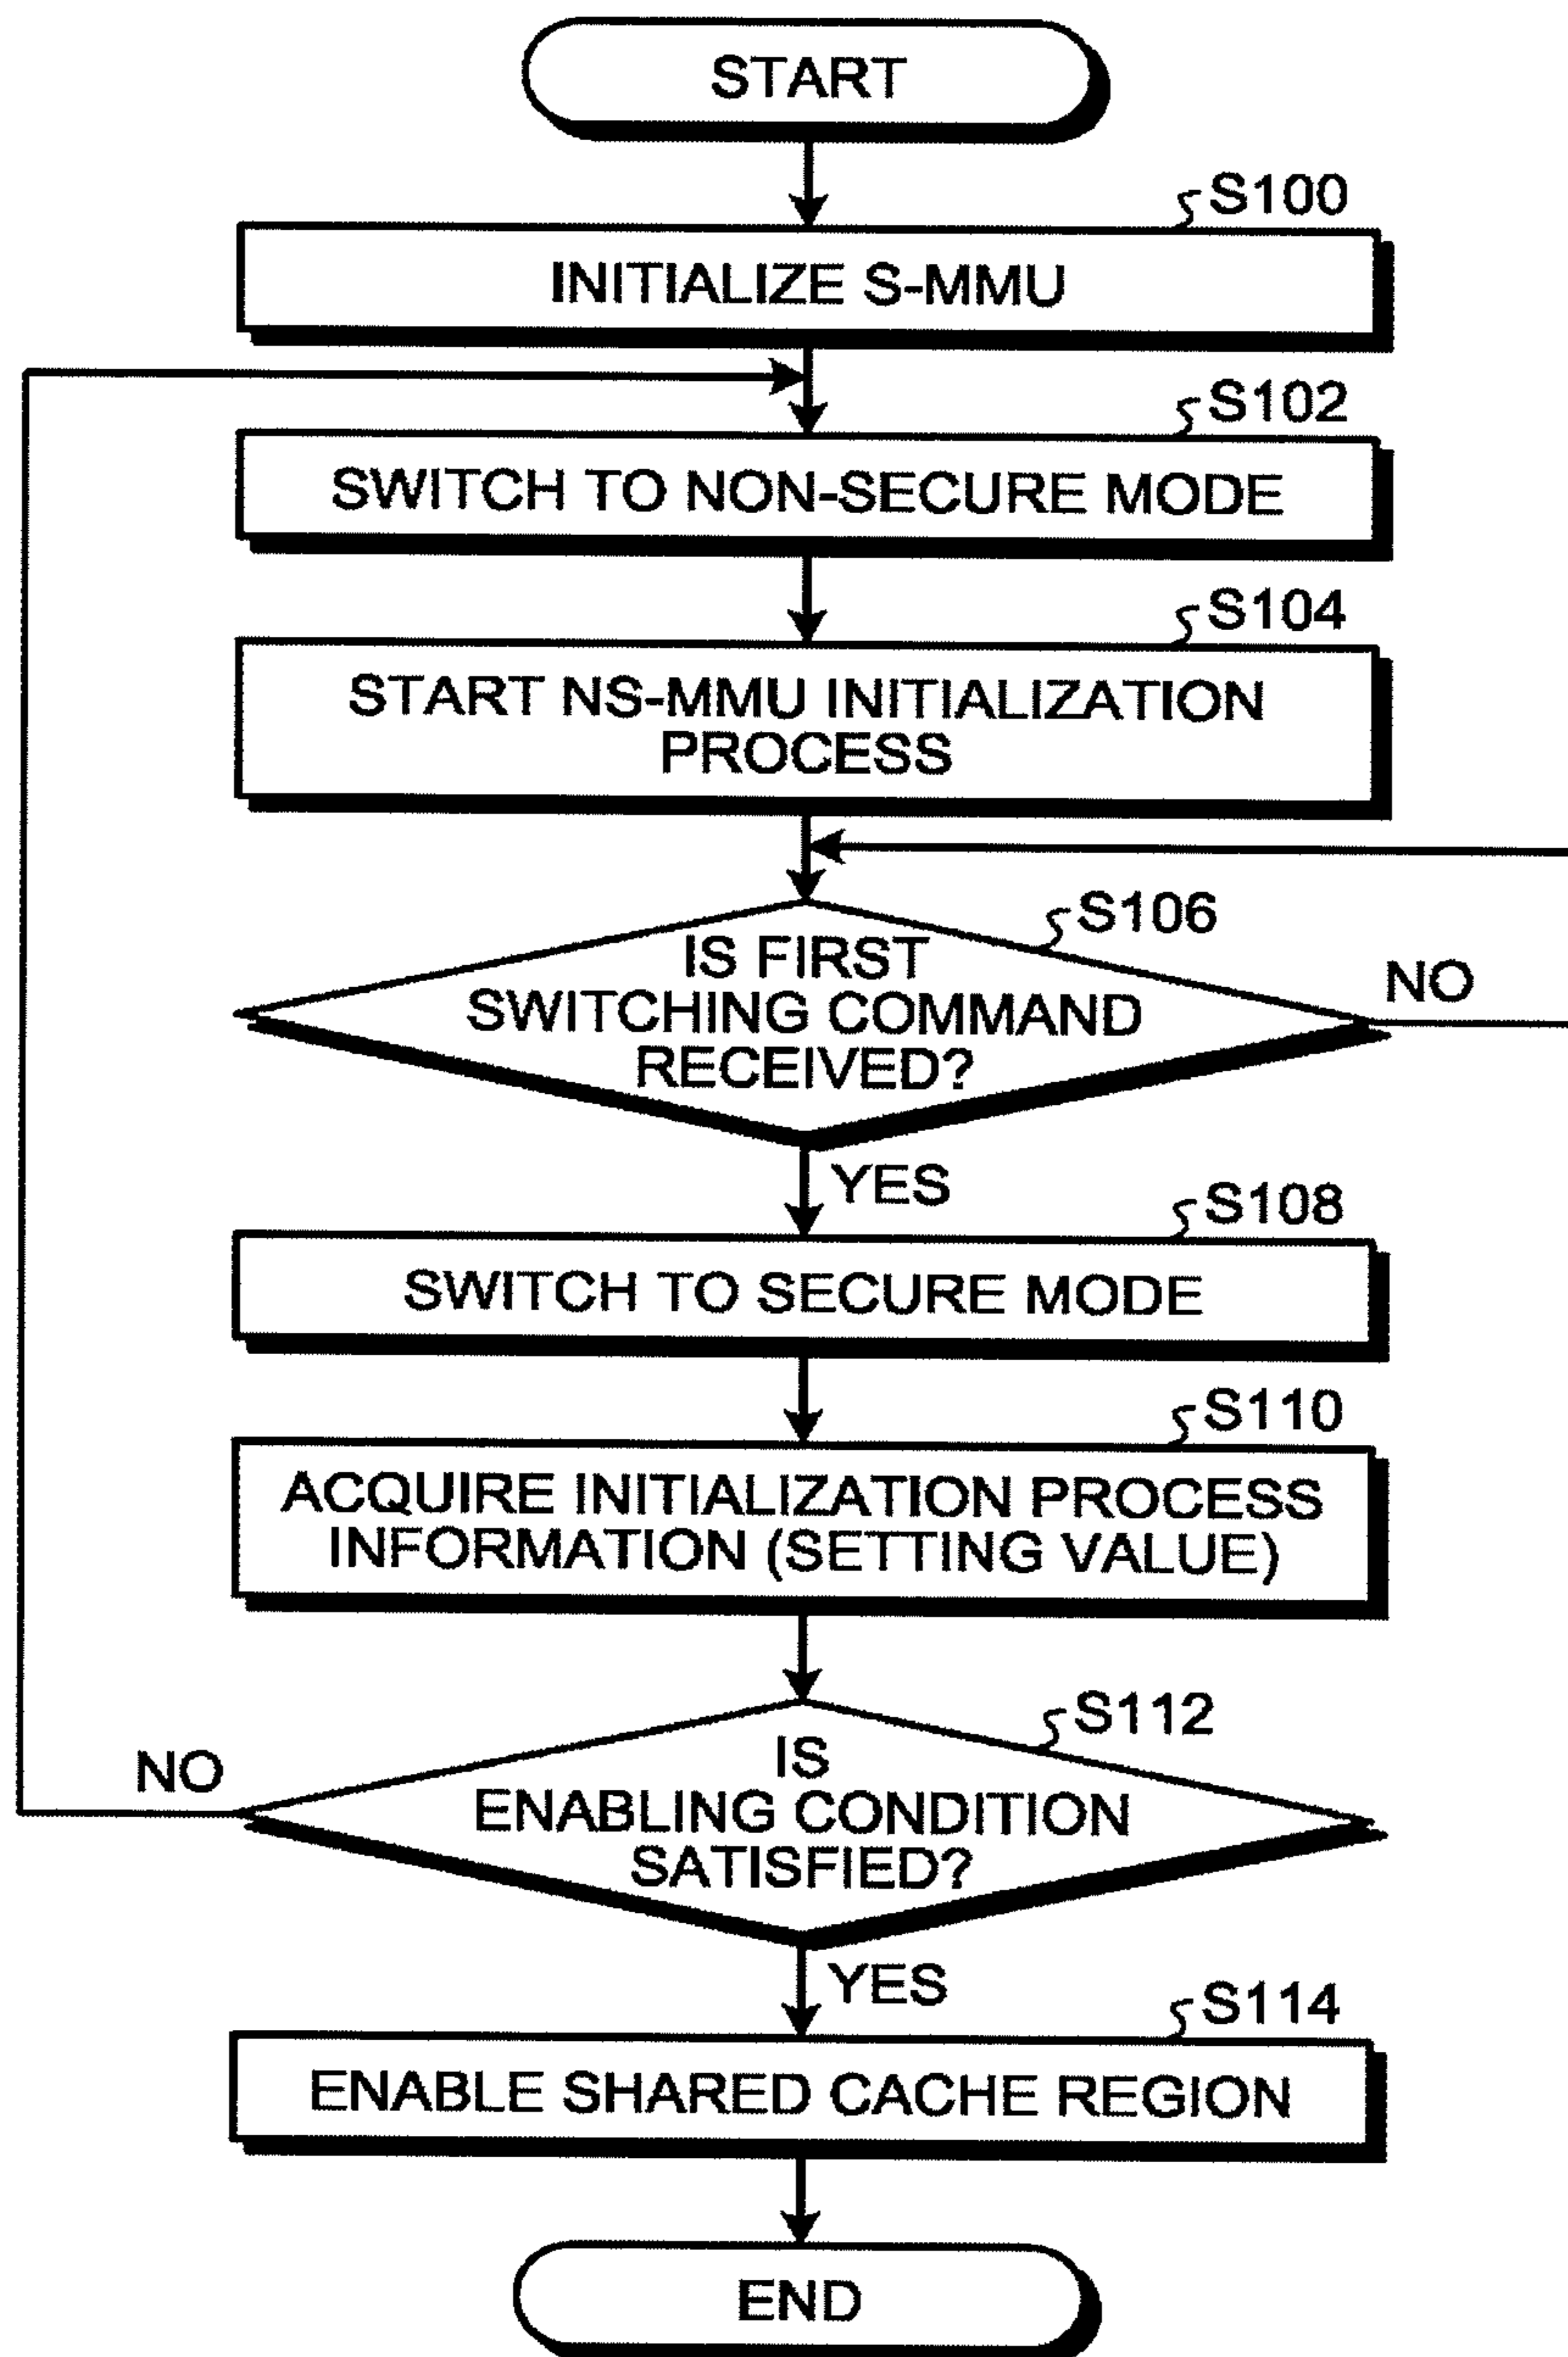 START
S100
INITIALIZE S-MMU
S102
SWITCH TO NON-SECURE MODE
S104
START NS-MMU INITIALIZATION
PROCESS
S106
IS FIRST
SWITCHING COMMAND
RECEIVED?
NO
YES
S108
SWITCH TO SECURE MODE
S110
ACQUIRE INITIALIZATION PROCESS
INFORMATION (SETTING VALUE)
S112
IS
ENABLING CONDITION
SATISFIED?
NO
YES
S114
ENABLE SHARED CACHE REGION
END